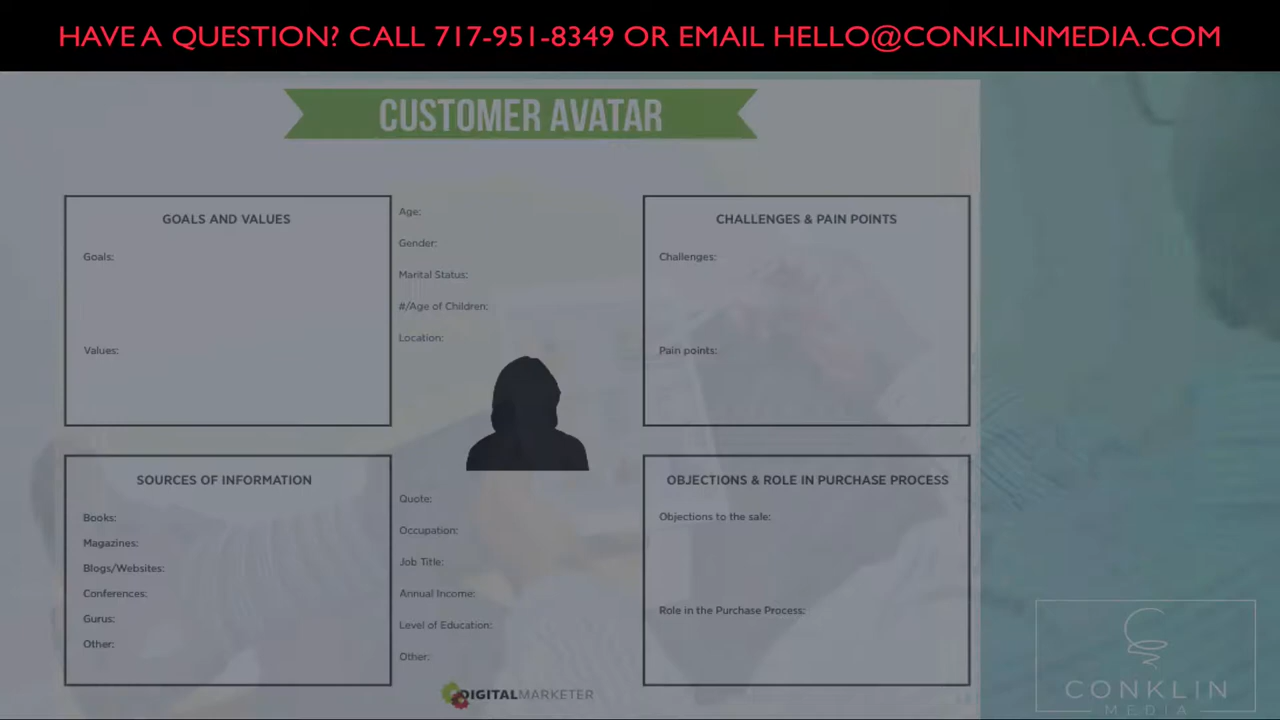 HAVE A QUESTION? CALL 717-951-8349 OR EMAIL HELLO@CONKLINMEDIA.COM
CUSTOMER AVATAR
GOALS AND VALUES
Goals:
Values:
Age:
Gender:
Marital Status:
#/Age of Children:
Location:
CHALLENGES & PAIN POINTS
Challenges:
Pain points:
SOURCES OF INFORMATION
Books:
Magazines:
Blogs/Websites:
Conferences:
Gurus:
Other:
Quote:
Occupation:
Job Title:
Annual Income:
Level of Education:
Other:
OBJECTIONS & ROLE IN PURCHASE PROCESS
Objections to the sale:
Role in the Purchase Process:
DIGITALMARKETER
CONKLIN
MEDIA